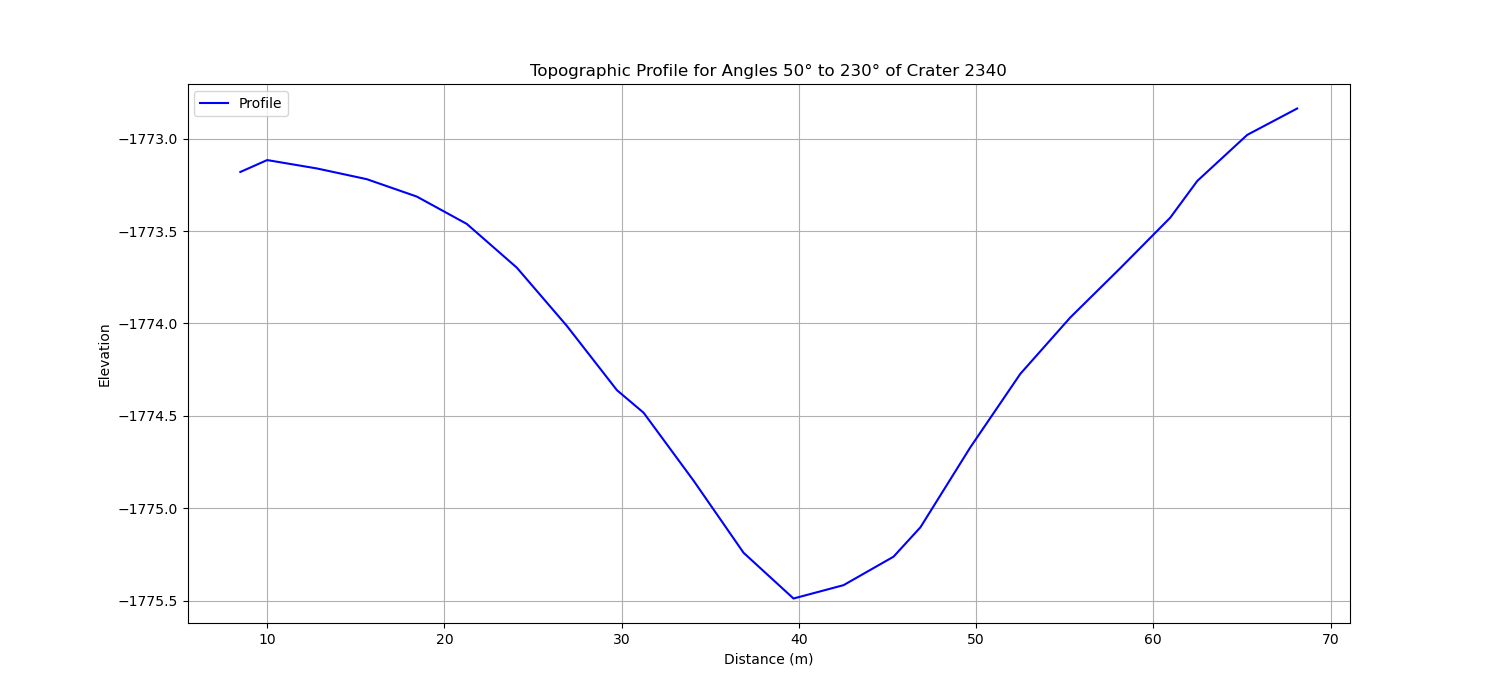 Topographic Profile for Angles 50° to 230° of Crater 2340
Profile
−1773.0
−1773.5
−1774.0
−1774.5
−1775.0
−1775.5
Elevation
10 20 30 40 50 60 70
Distance (m)